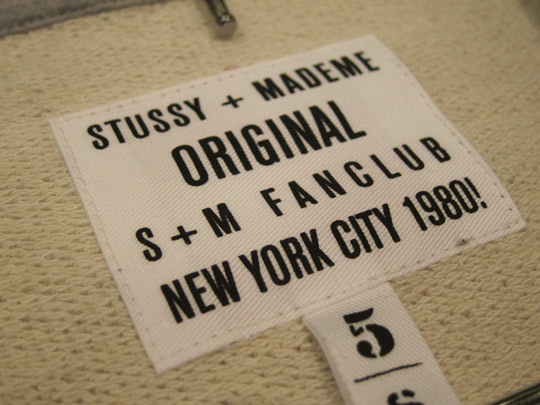 STUSSY + MADEME
ORIGINAL
S+M FANCLUB
NEW YORK CITY 1980!
5